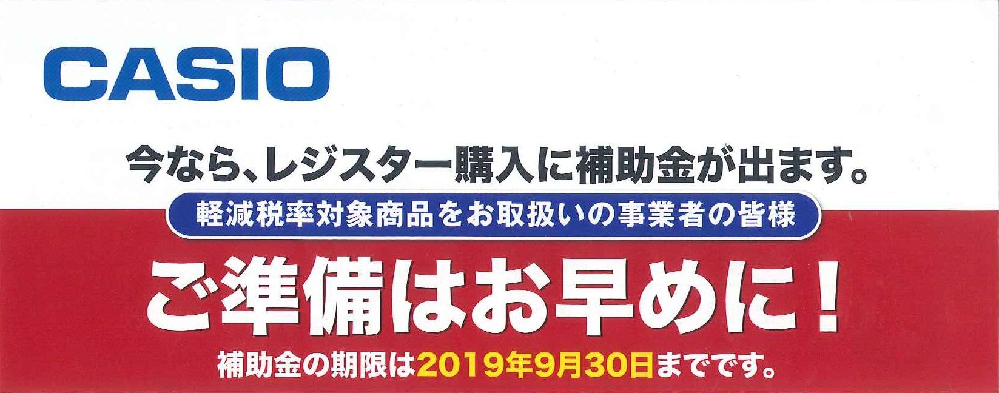 CASIO
今なら、レジスター購入に補助金が出ます。
軽減税率対象商品をお取扱いの事業者の皆様
ご準備はお早めに！
補助金の期限は2019年9月30日までです。